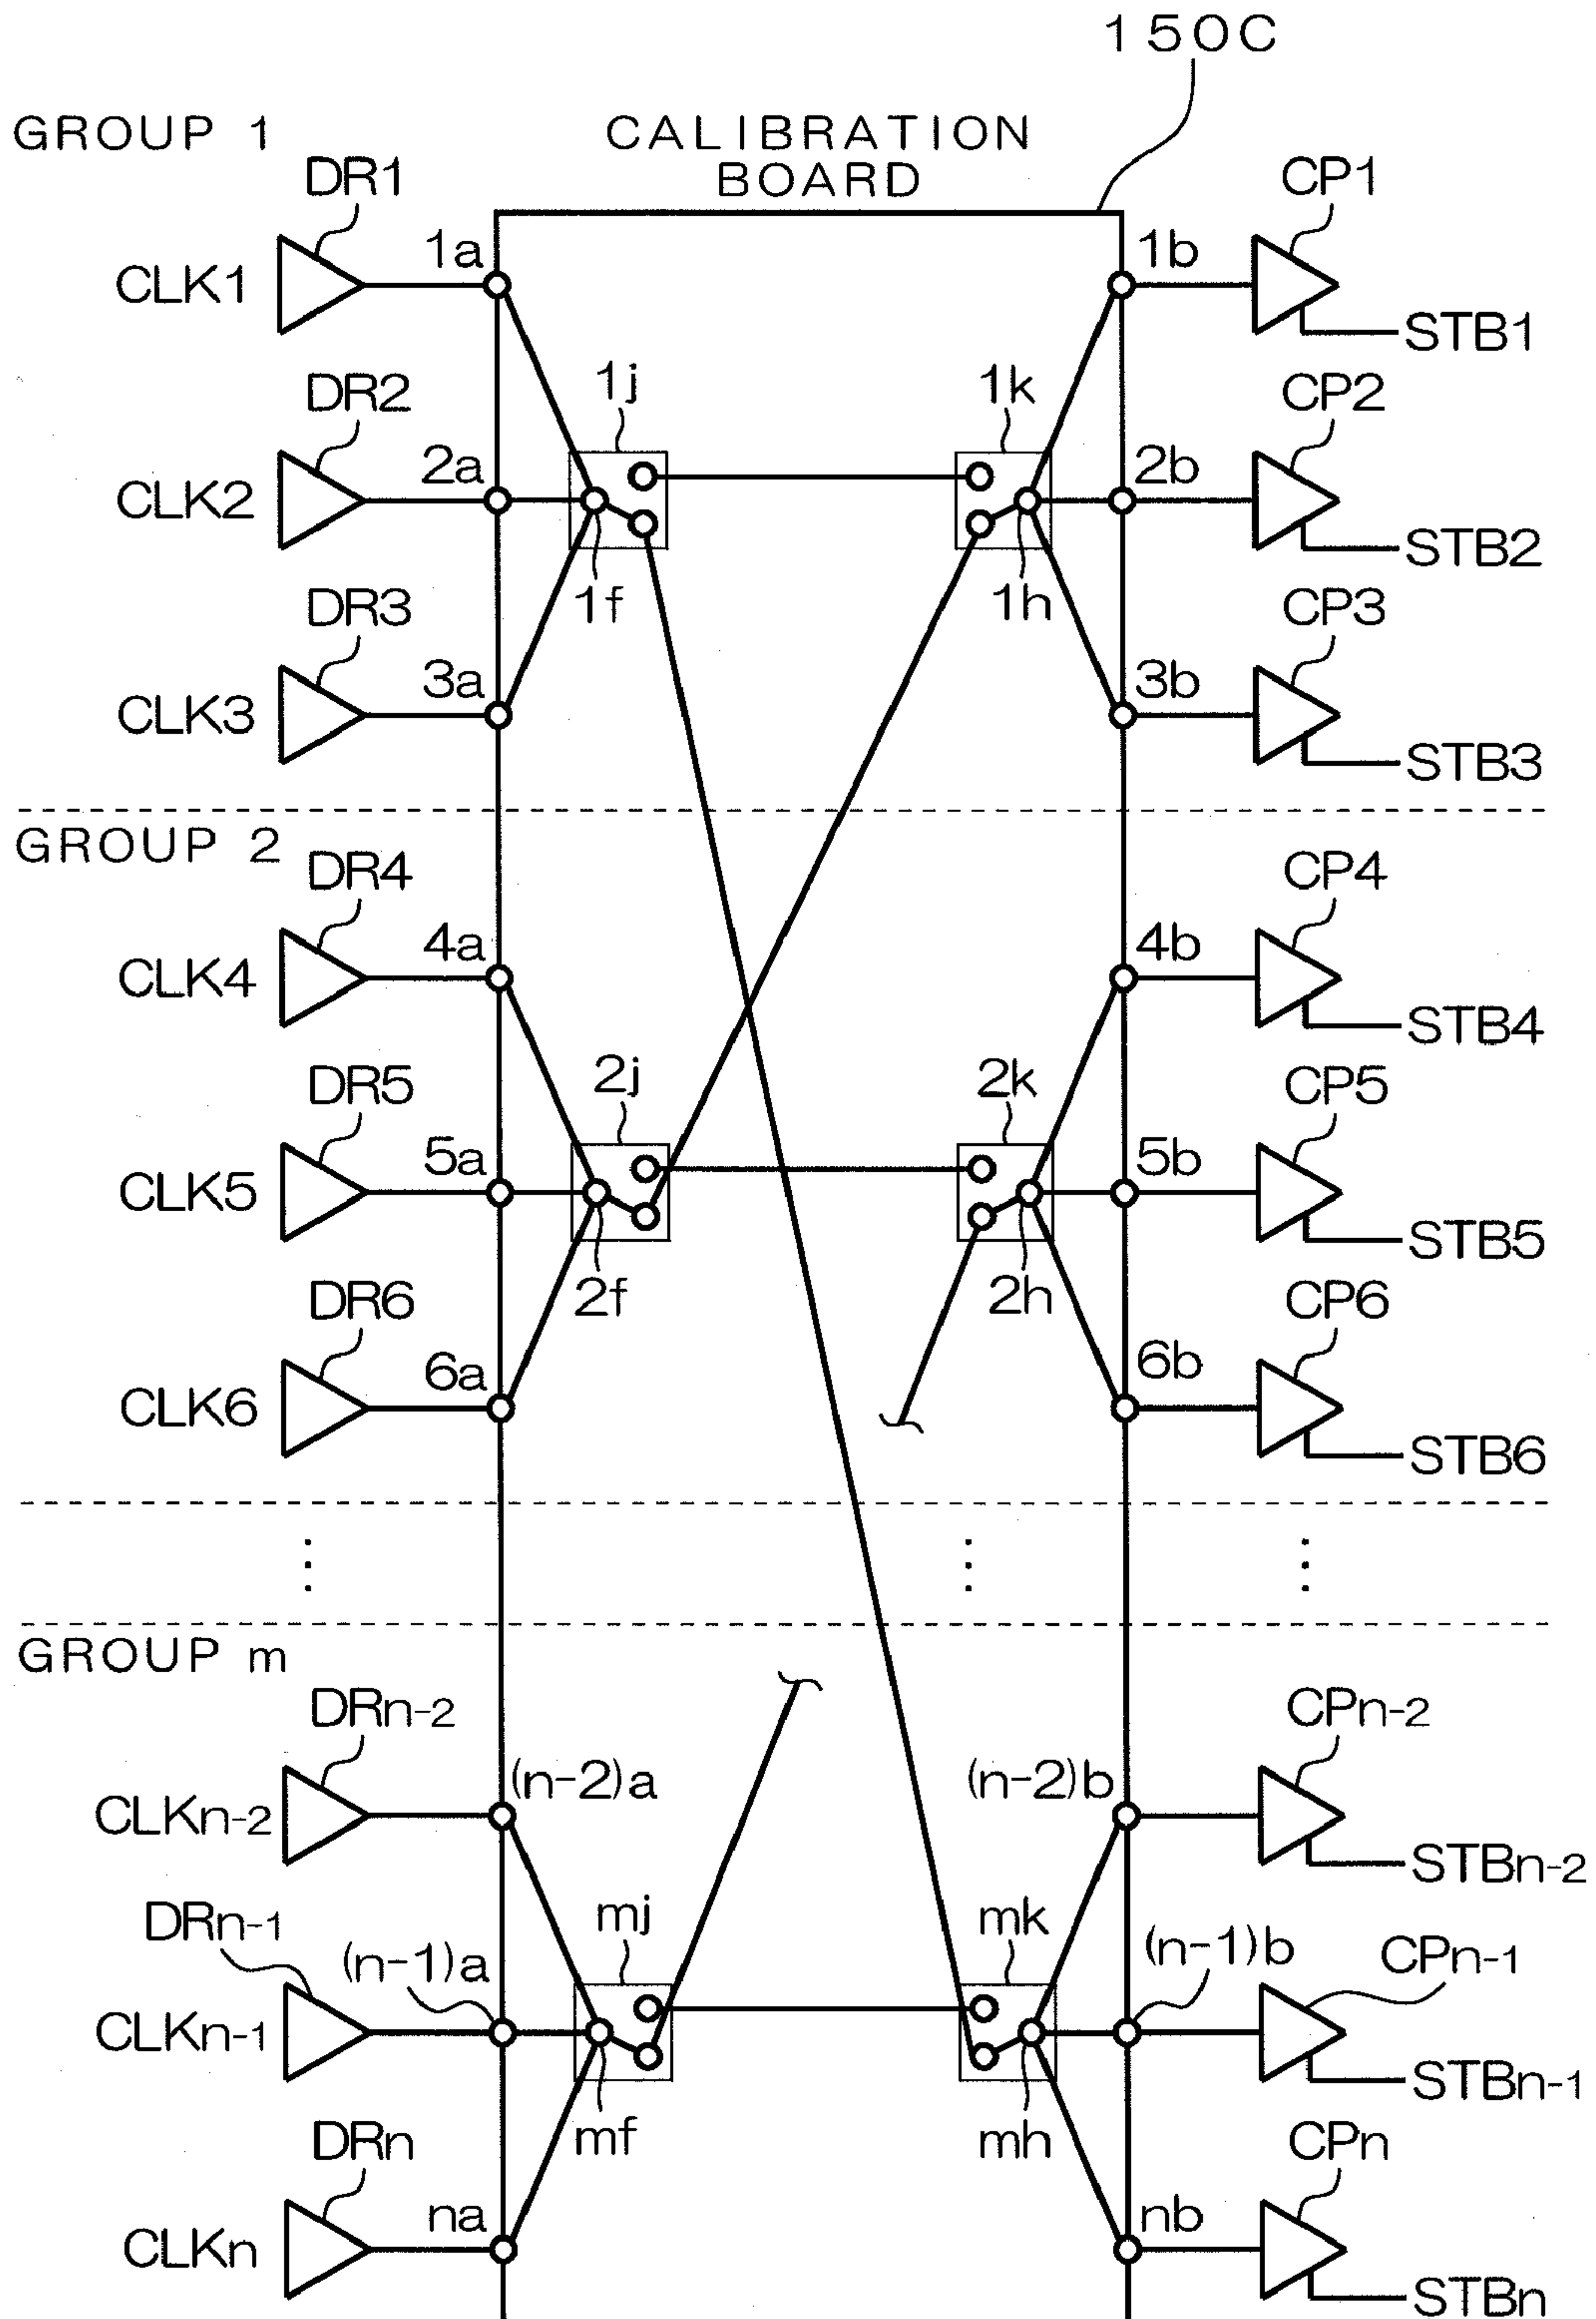 150C
GROUP 1
CALIBRATION
BOARD
DR1
CP1
1a
1b
CLK1
STB1
DR2
1j
1k
CP2
2a
2b
CLK2
STB2
DR3
1f
1h
CP3
3a
3b
CLK3
STB3
GROUP 2
DR4
CP4
4a
4b
CLK4
STB4
DR5
2j
2k
CP5
5a
5b
CLK5
STB5
DR6
2f
2h
CP6
6a
6b
CLK6
STB6
GROUP m
DRn-2
CPn-2
(n-2)a
(n-2)b
CLKn-2
STBn-2
DRn-1
mj
mk
(n-1)a
(n-1)b
CPn-1
CLKn-1
STBn-1
DRn
mf
mh
CPn
na
nb
CLKn
STBn